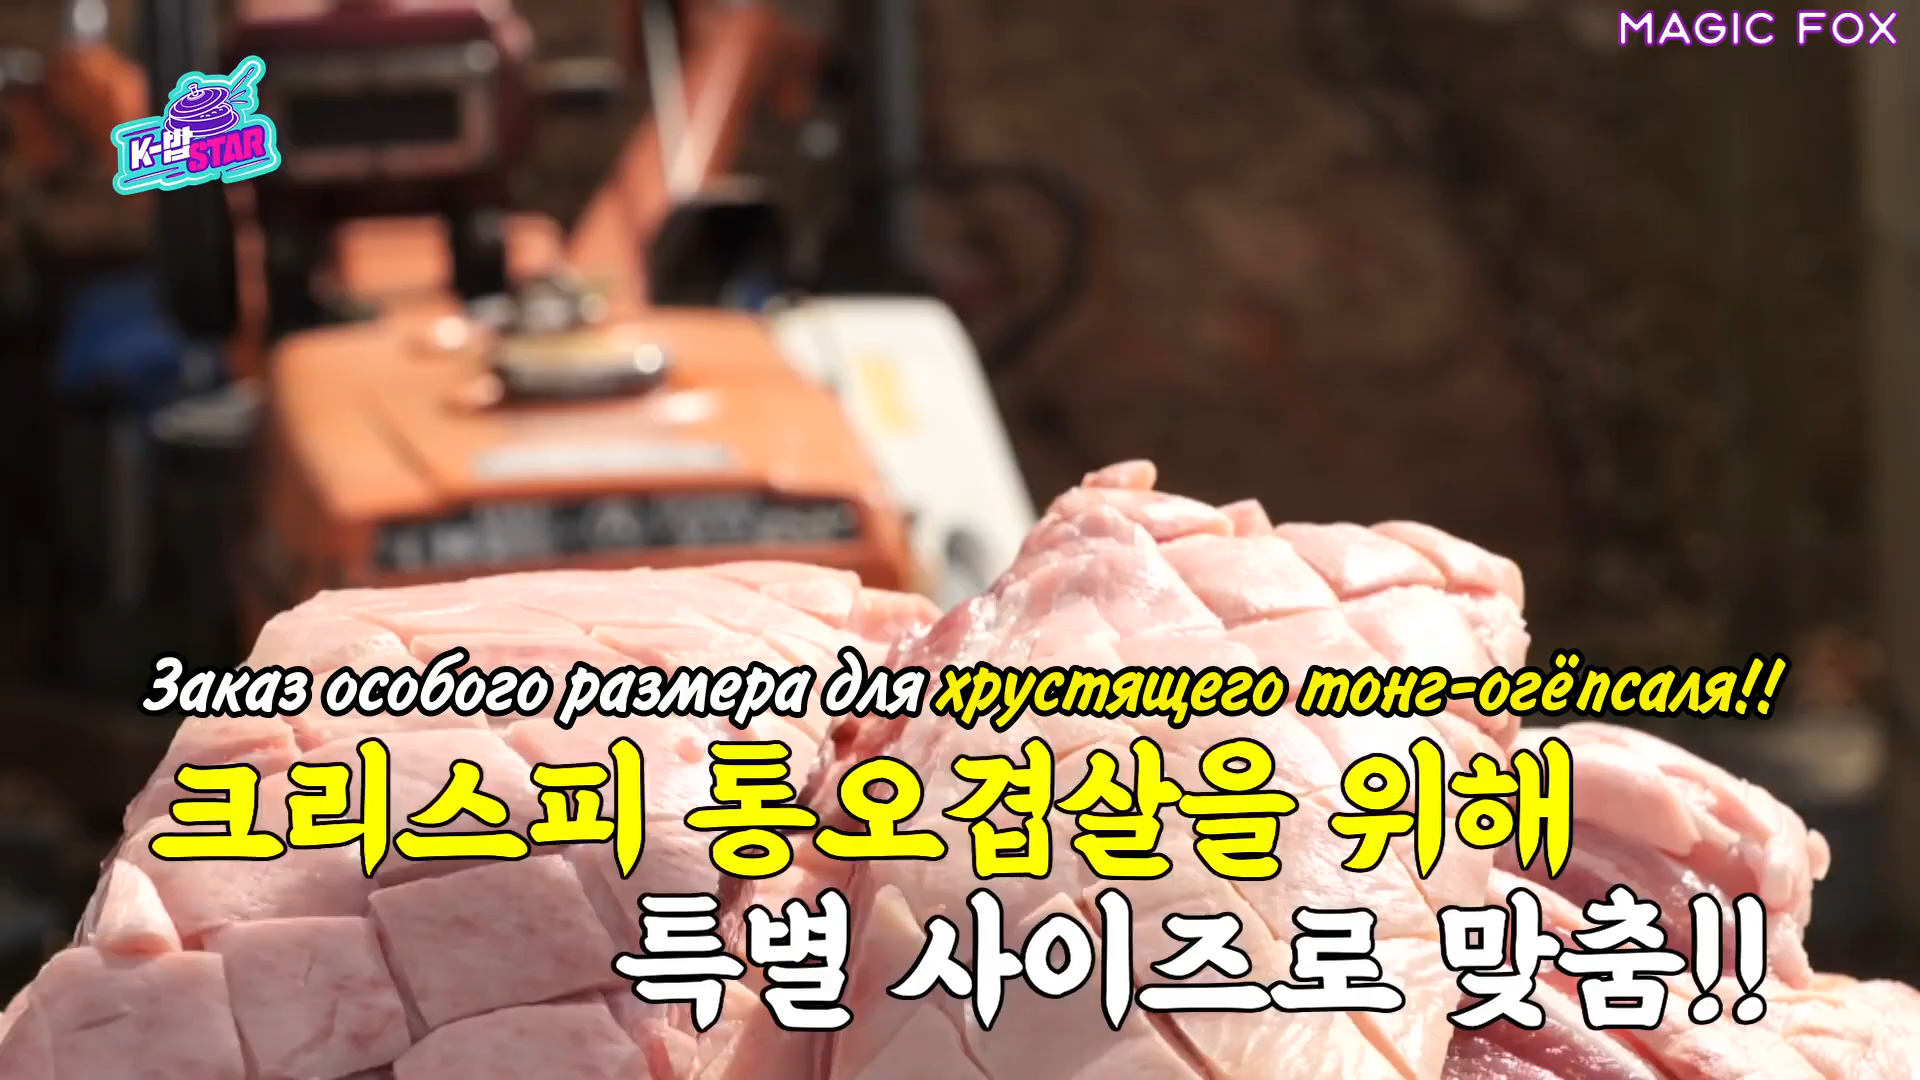 MAGIC FOX
K-밥STAR
Заказ особого размера для хрустящего тонг-огёпсаля!!
크리스피 통오겹살을 위해
특별 사이즈로 맞춤!!